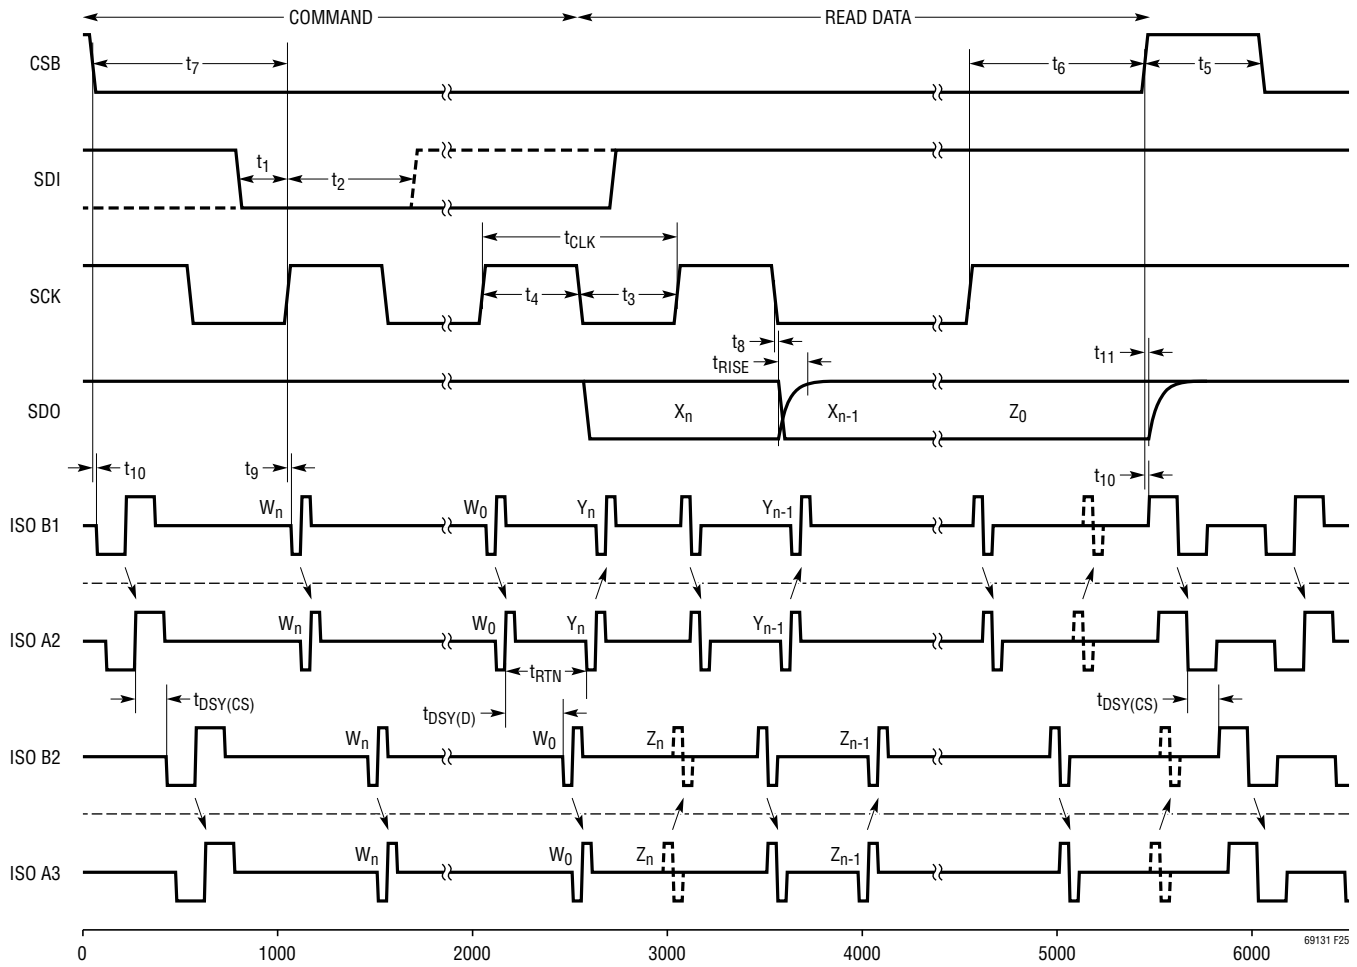 COMMAND READ DATA
CSB t7 t6 t5
SDI t1 t2
tCLK
SCK t4 t3
t8
tRISE t11
SDO Xn Xn-1 Z0
t10 t9 t10
ISO B1 Wn W0 Yn Yn-1
ISO A2 Wn W0 Yn Yn-1
tRTN
tDSY(CS) tDSY(D) tDSY(CS)
ISO B2 Wn W0 Zn Zn-1
ISO A3 Wn W0 Zn Zn-1
0 1000 2000 3000 4000 5000 6000
69131 F25